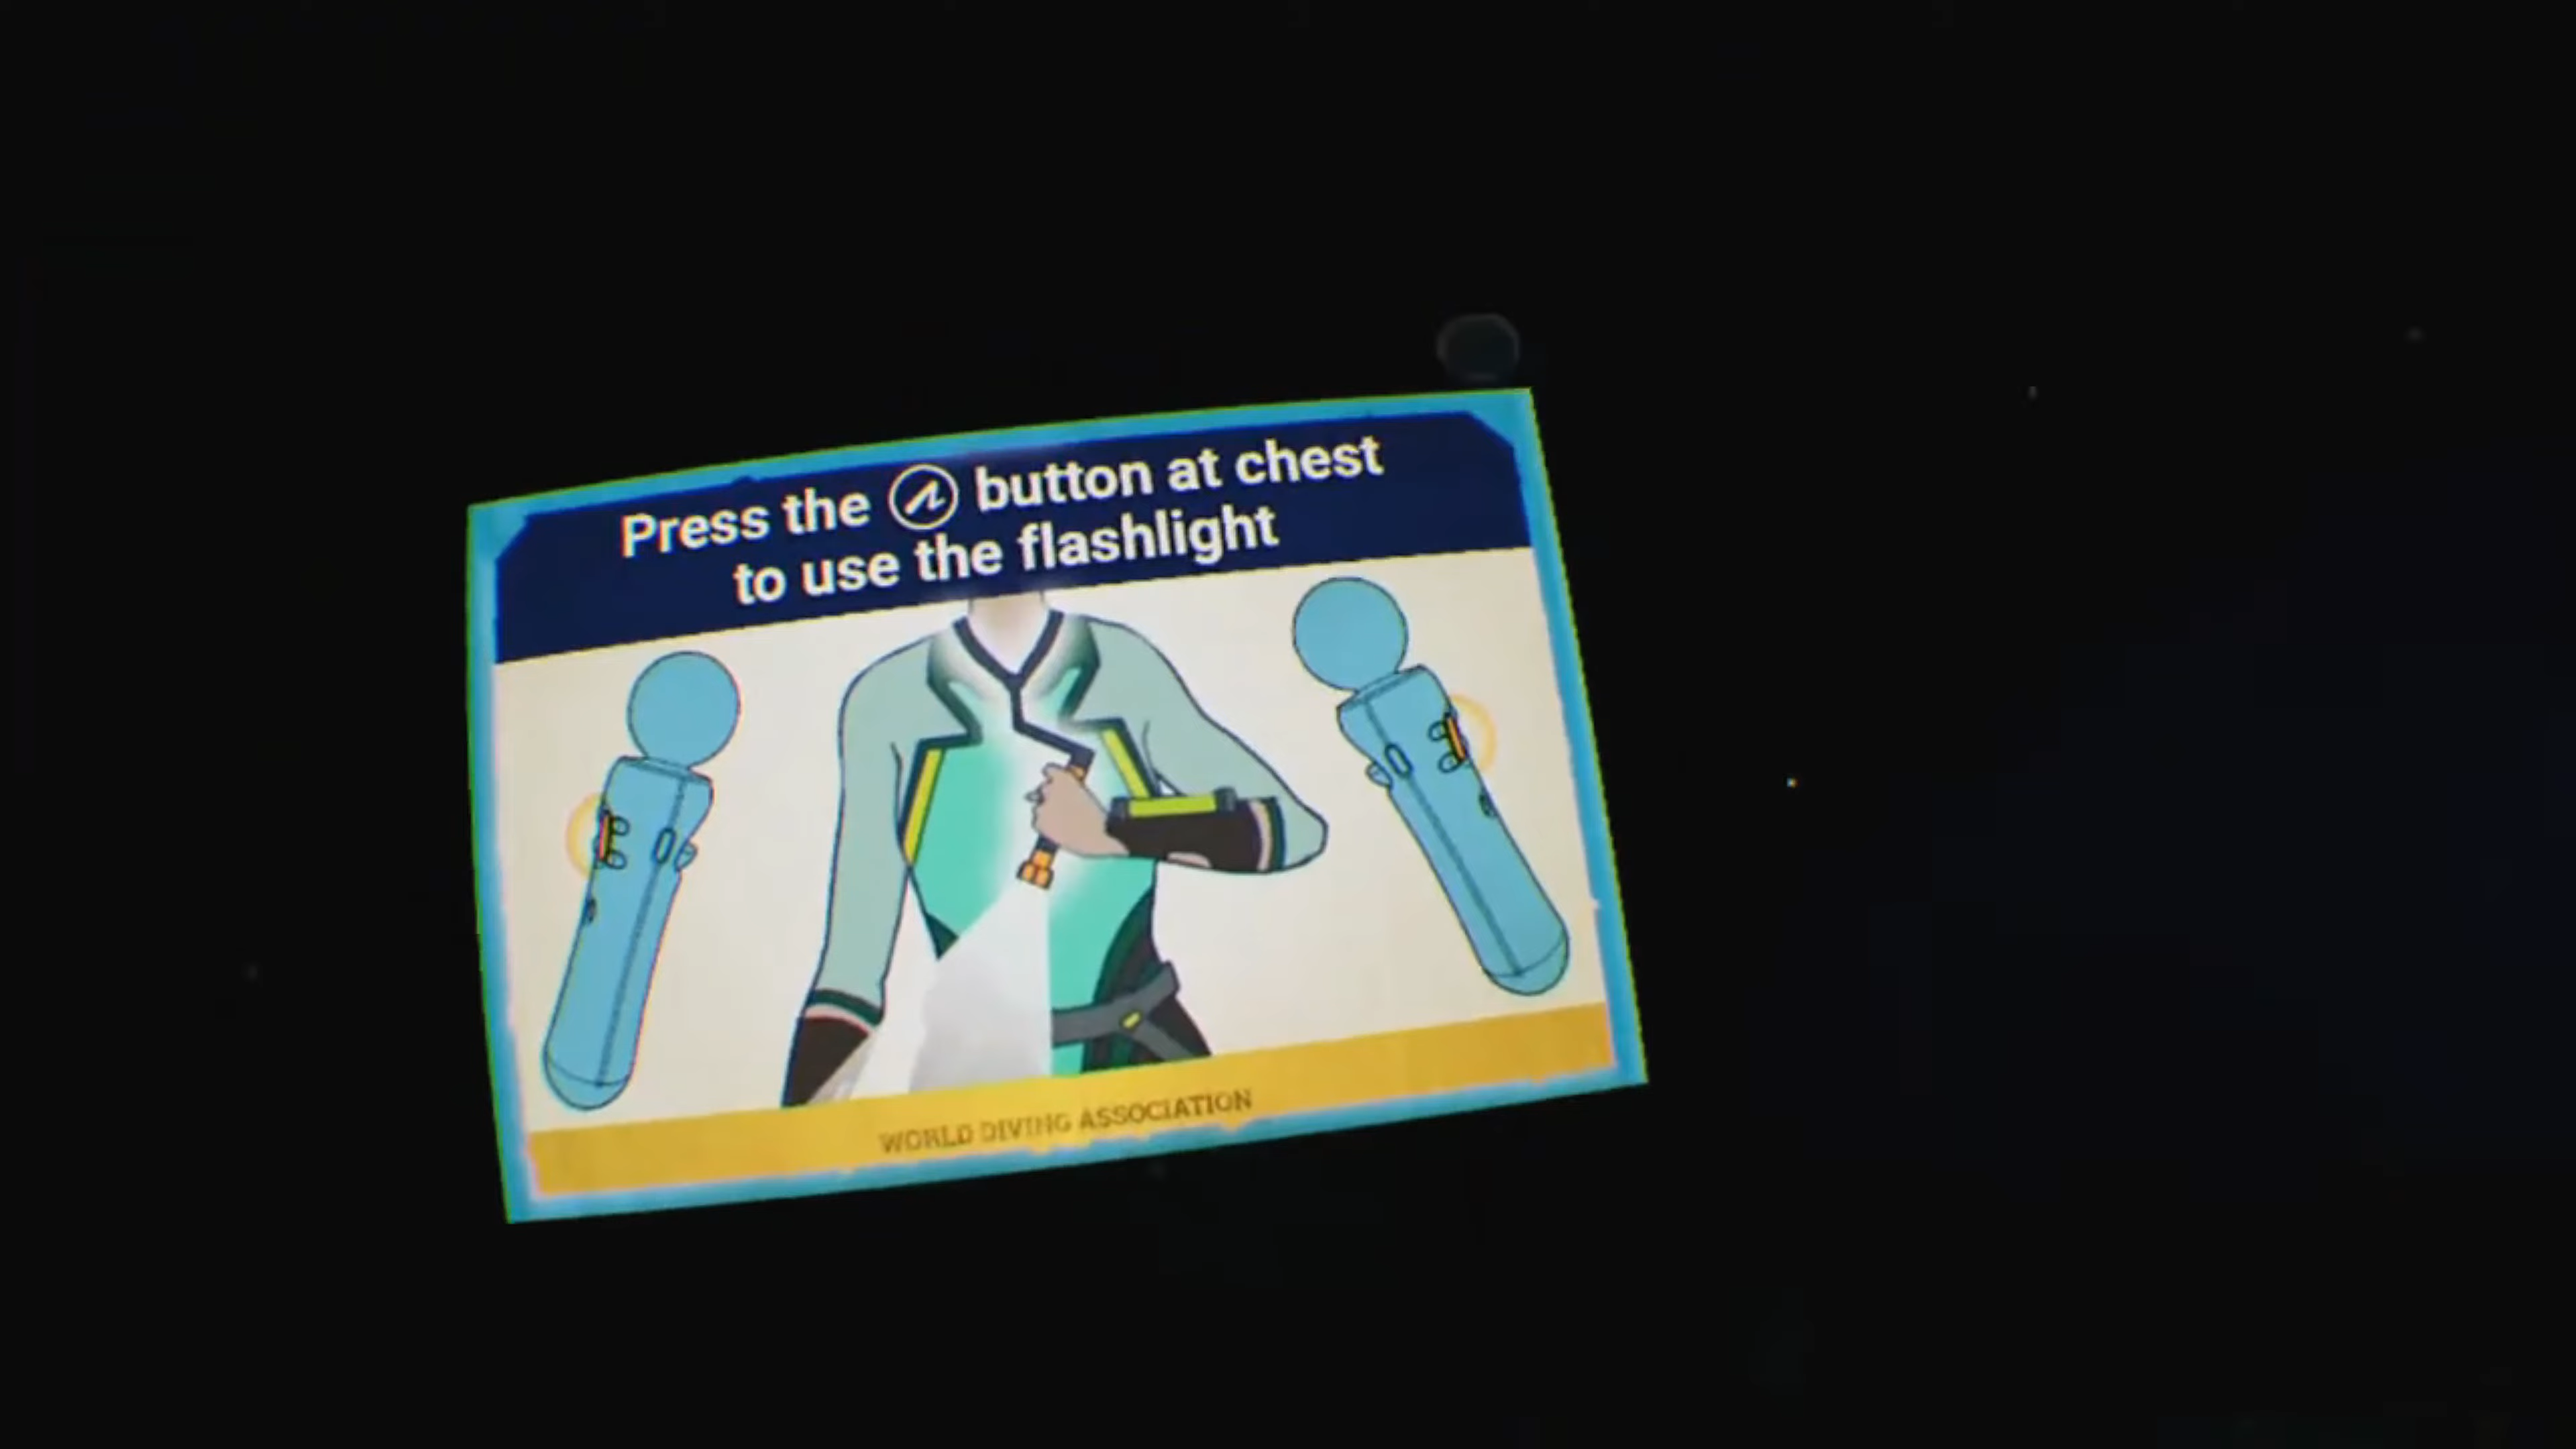 Press the button at chest
to use the flashlight
WORLD DIVING ASSOCIATION